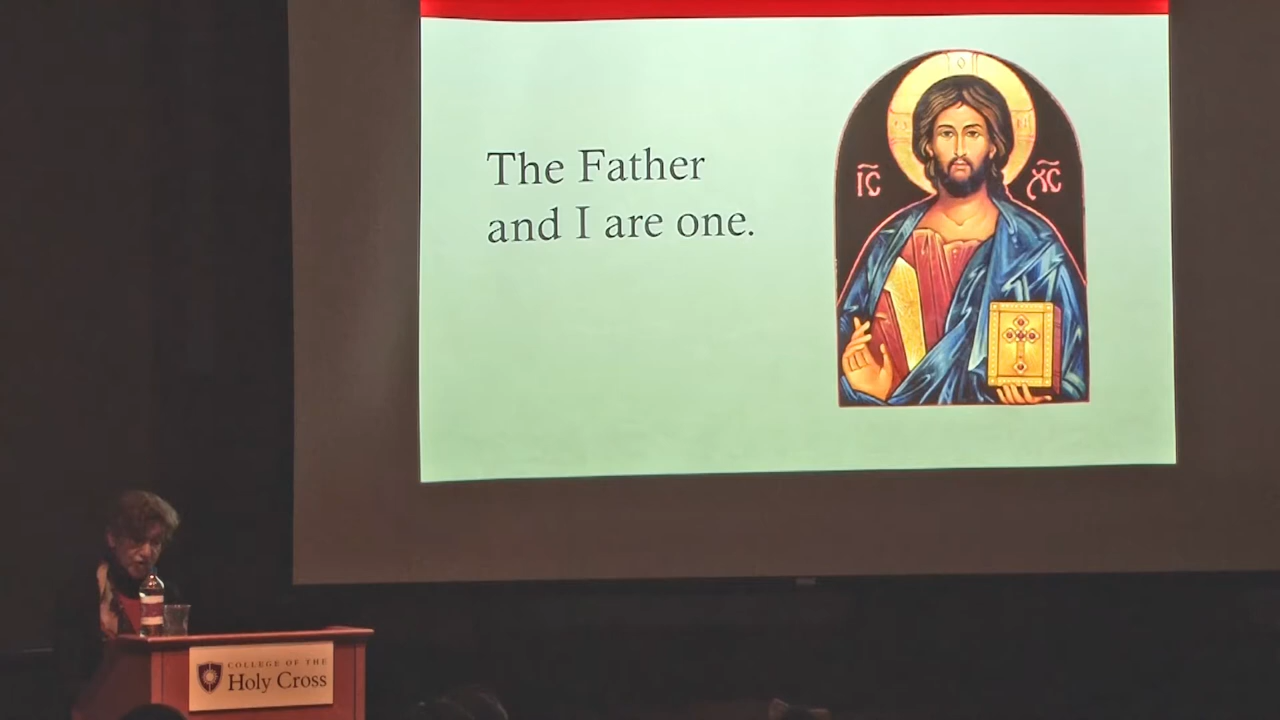 The Father
and I are one.
IC
XC
COLLEGE OF THE
Holy Cross